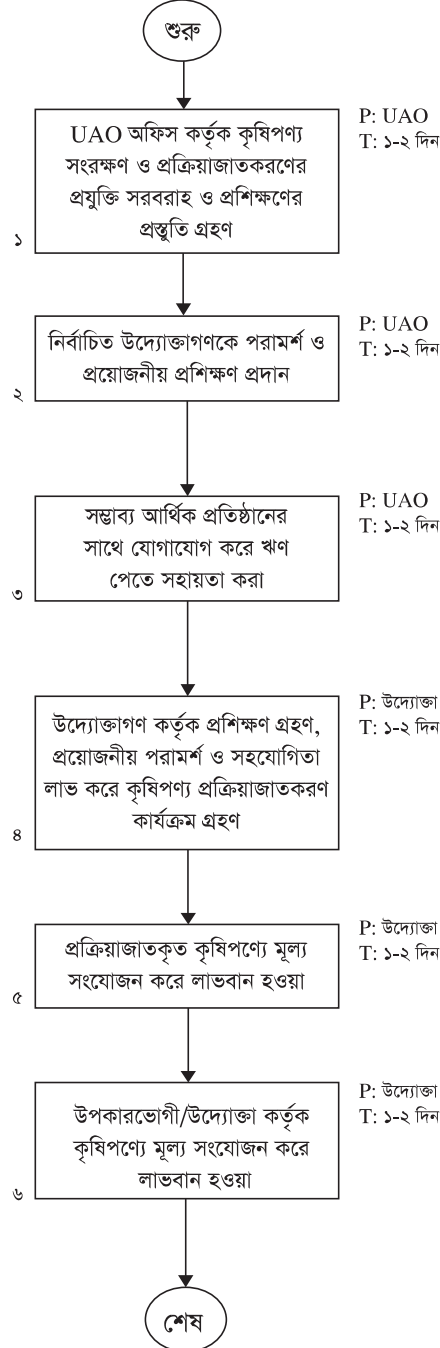 শুরু
UAO অফিস কর্তৃক কৃষিপণ্য
সংরক্ষণ ও প্রক্রিয়াজাতকরণের
প্রযুক্তি সরবরাহ ও প্রশিক্ষণের
প্রস্তুতি গ্রহণ
১
P: UAO
T: ১-২ দিন
নির্বাচিত উদ্যোক্তাগণকে পরামর্শ ও
প্রয়োজনীয় প্রশিক্ষণ প্রদান
২
P: UAO
T: ১-২ দিন
সম্ভাব্য আর্থিক প্রতিষ্ঠানের
সাথে যোগাযোগ করে ঋণ
পেতে সহায়তা করা
৩
P: UAO
T: ১-২ দিন
উদ্যোক্তাগণ কর্তৃক প্রশিক্ষণ গ্রহণ,
প্রয়োজনীয় পরামর্শ ও সহযোগিতা
লাভ করে কৃষিপণ্য প্রক্রিয়াজাতকরণ
কার্যক্রম গ্রহণ
৪
P: উদ্যোক্তা
T: ১-২ দিন
প্রক্রিয়াজাতকৃত কৃষিপণ্যে মূল্য
সংযোজন করে লাভবান হওয়া
৫
P: উদ্যোক্তা
T: ১-২ দিন
উপকারভোগী/উদ্যোক্তা কর্তৃক
কৃষিপণ্যে মূল্য সংযোজন করে
লাভবান হওয়া
৬
P: উদ্যোক্তা
T: ১-২ দিন
শেষ